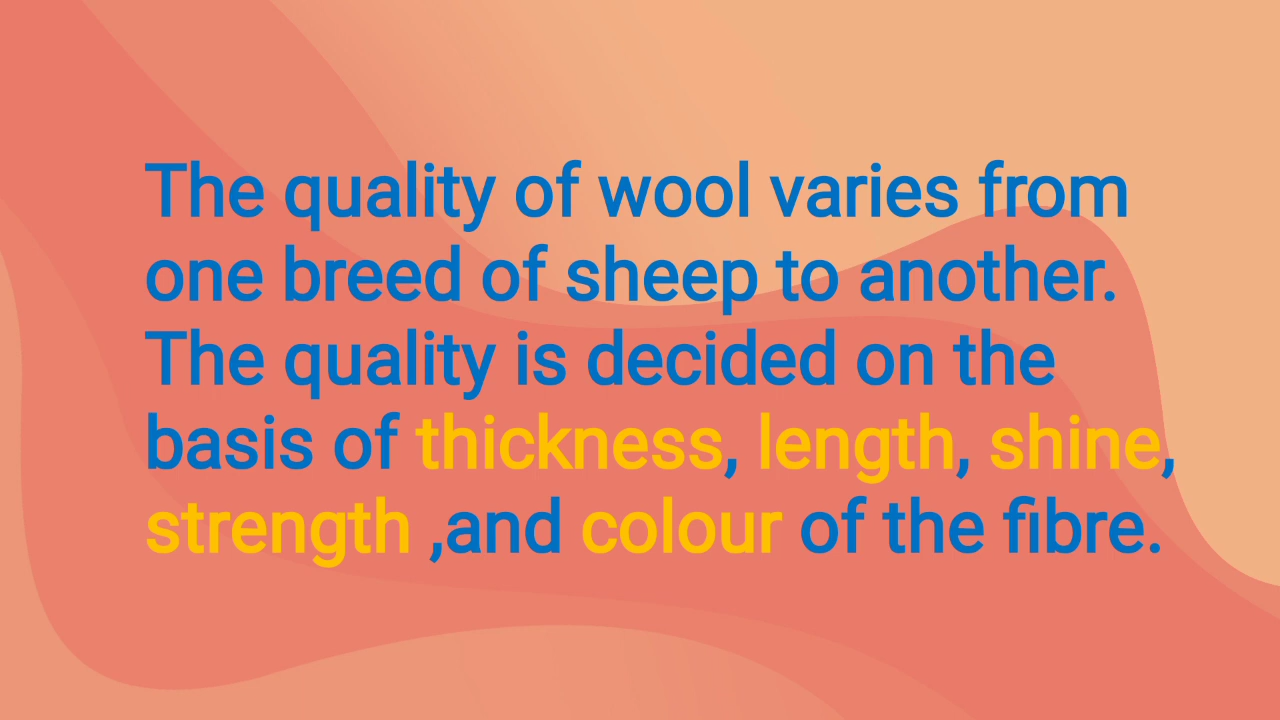 The quality of wool varies from
one breed of sheep to another.
The quality is decided on the
basis of thickness, length, shine,
strength ,and colour of the fibre.